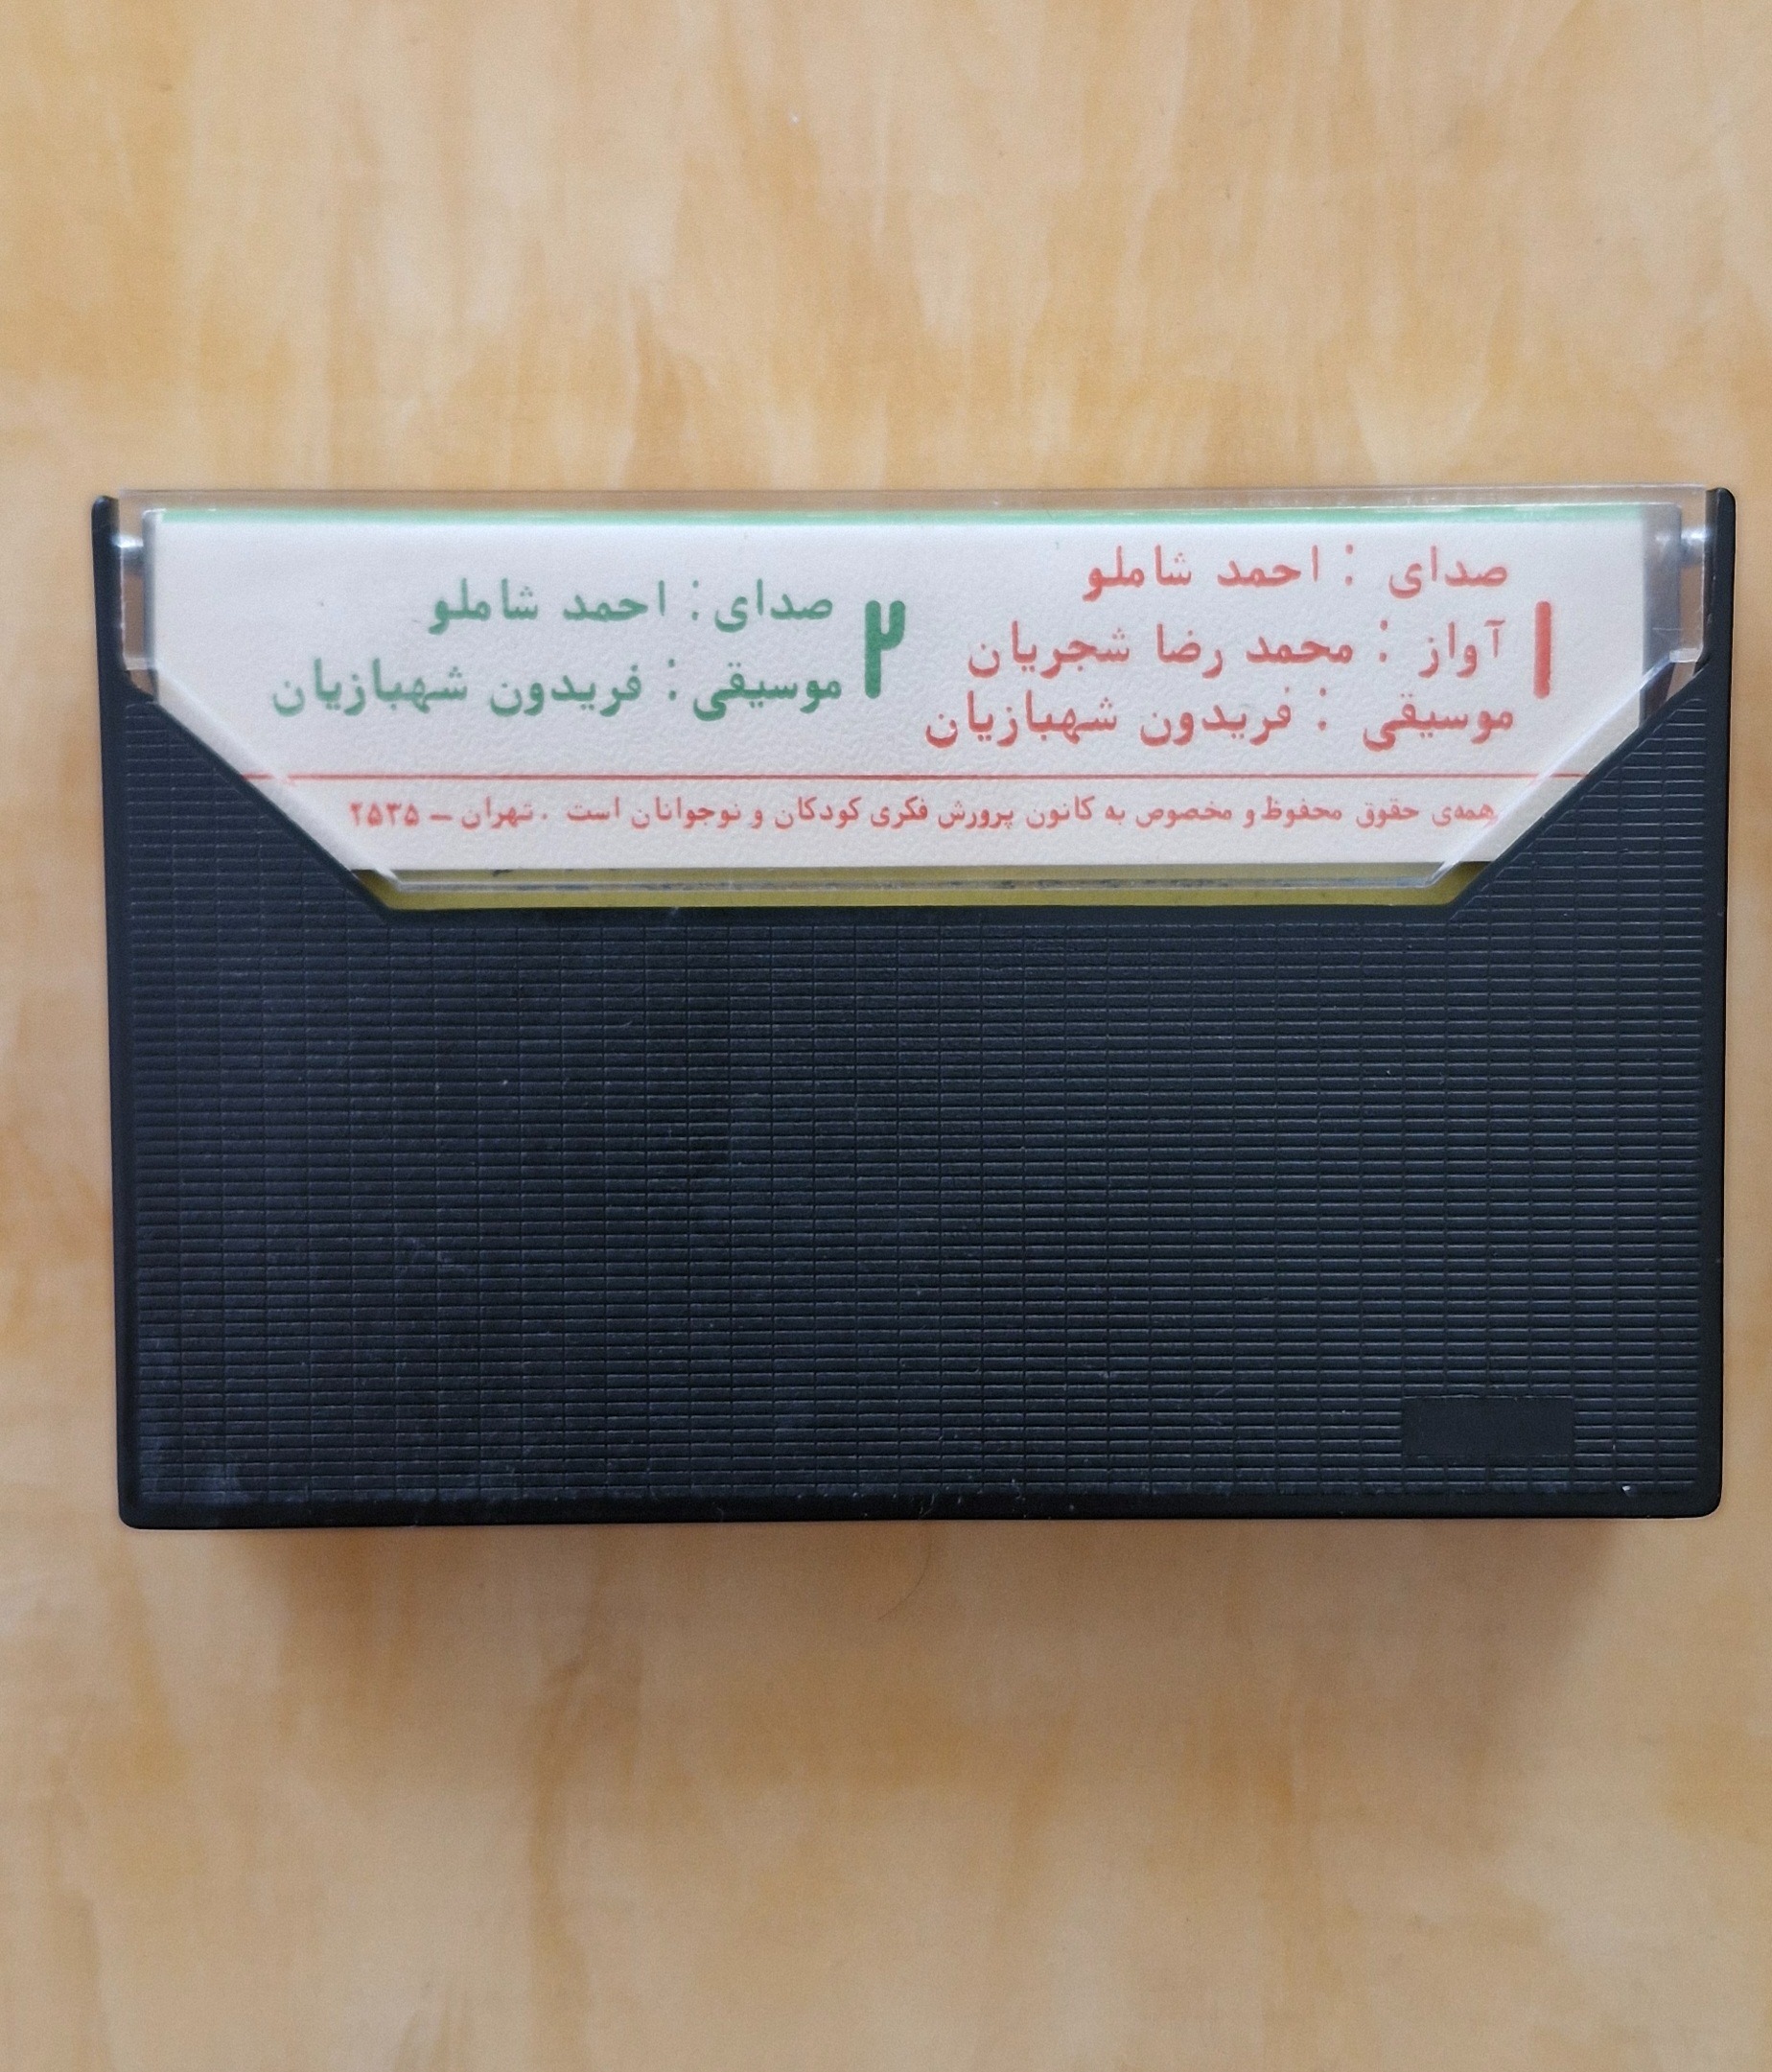 ۱
صدای : احمد شاملو
آواز : محمد رضا شجریان
موسیقی : فریدون شهبازیان
۲
صدای : احمد شاملو
موسیقی : فریدون شهبازیان
همه‌ی حقوق محفوظ و مخصوص به کانون پرورش فکری کودکان و نوجوانان است . تهران – ۲۵۳۵